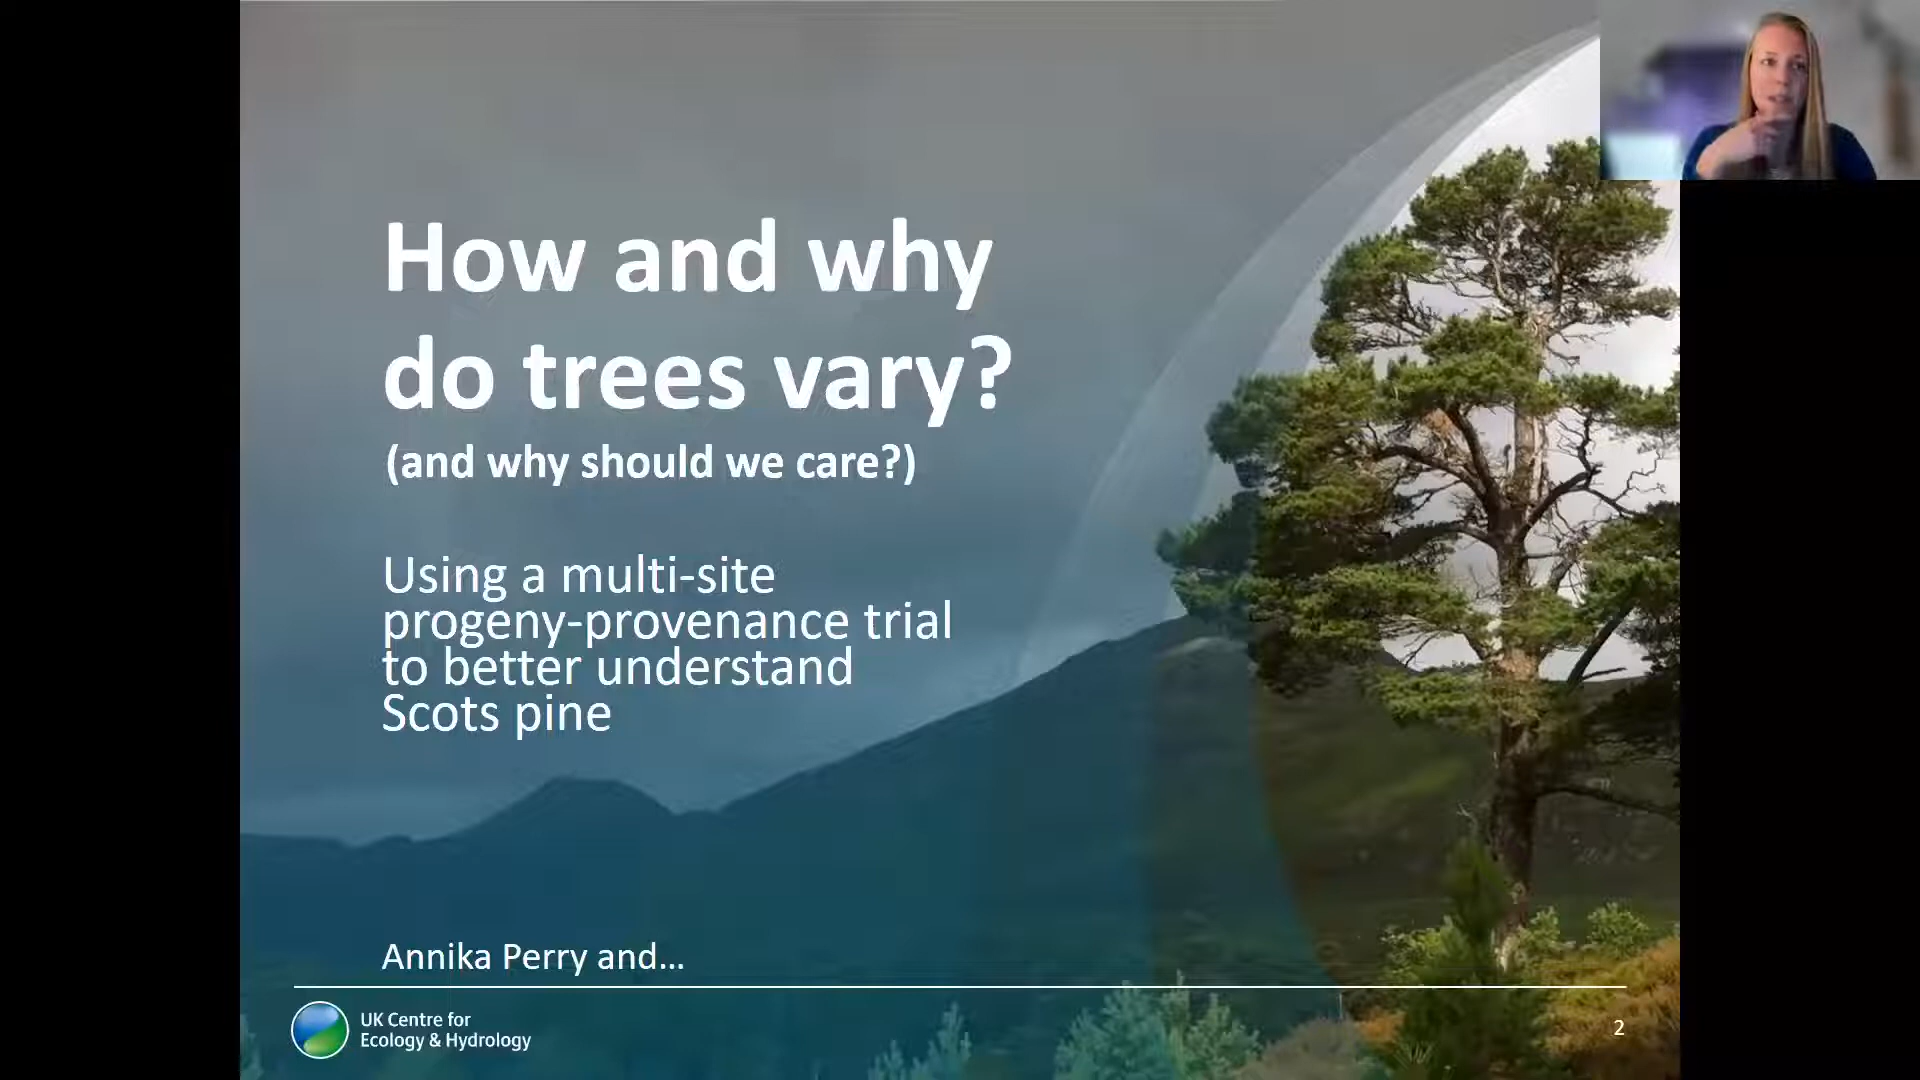 How and why
do trees vary?
(and why should we care?)
Using a multi-site
progeny-provenance trial
to better understand
Scots pine
Annika Perry and...
UK Centre for
Ecology & Hydrology
2